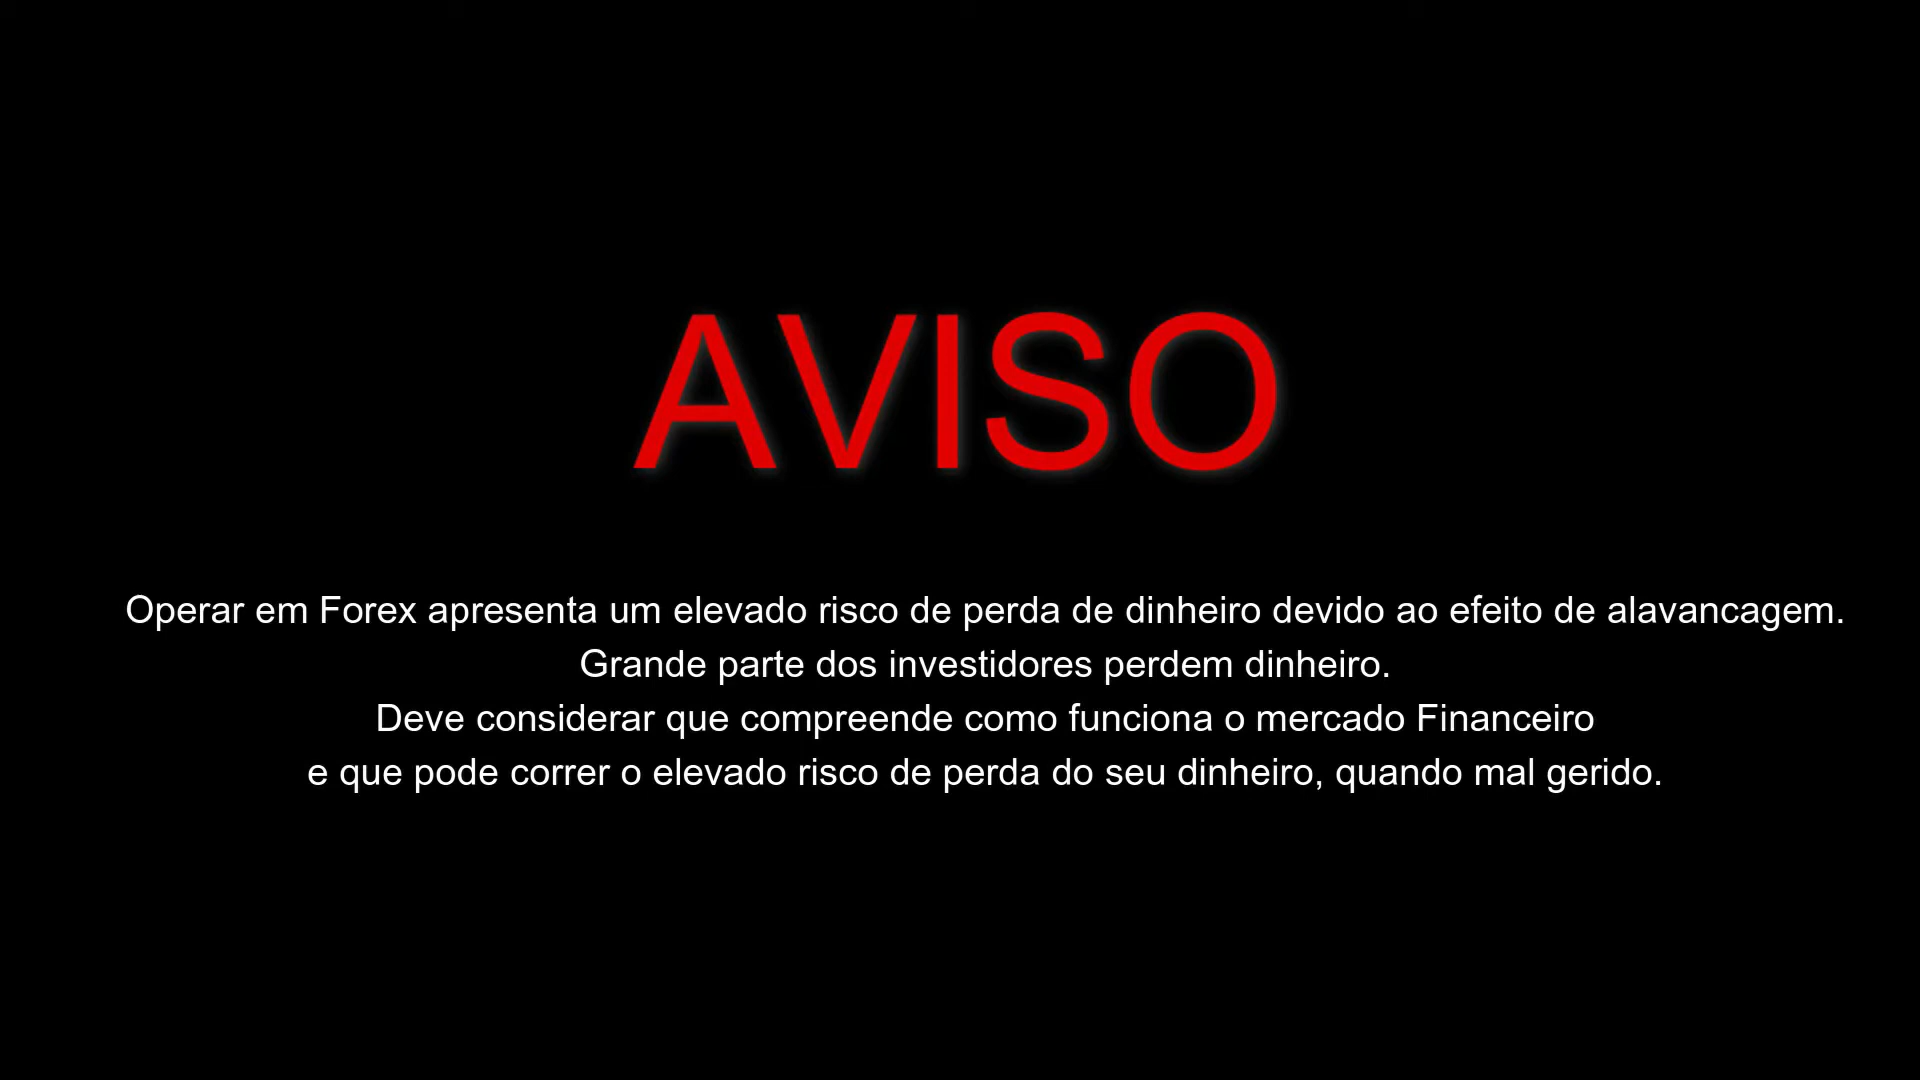 AVISO
Operar em Forex apresenta um elevado risco de perda de dinheiro devido ao efeito de alavancagem.
Grande parte dos investidores perdem dinheiro.
Deve considerar que compreende como funciona o mercado Financeiro
e que pode correr o elevado risco de perda do seu dinheiro, quando mal gerido.